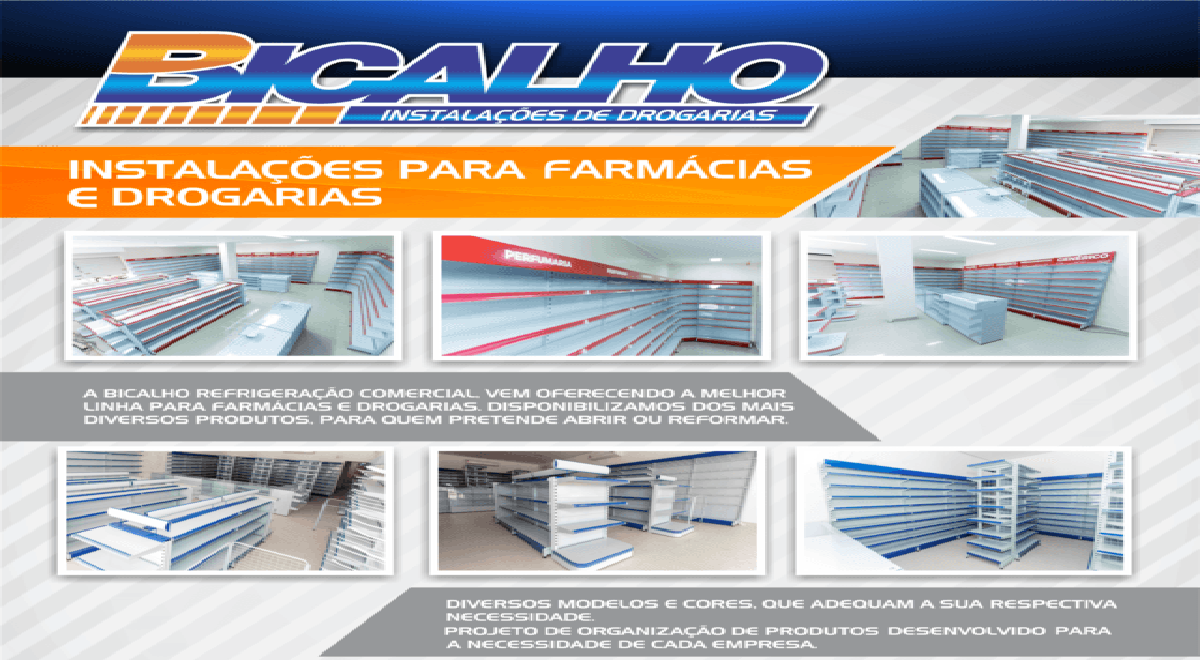 BICALHO
INSTALAÇÕES DE DROGARIAS
INSTALAÇÕES PARA FARMÁCIAS
E DROGARIAS
PERFUMARIA
GENÉRICO
A BICALHO REFRIGERAÇÃO COMERCIAL VEM OFERECENDO A MELHOR
LINHA PARA FARMÁCIAS E DROGARIAS. DISPONIBILIZAMOS DOS MAIS
DIVERSOS PRODUTOS, PARA QUEM PRETENDE ABRIR OU REFORMAR.
DIVERSOS MODELOS E CORES, QUE ADEQUAM A SUA RESPECTIVA
NECESSIDADE.
PROJETO DE ORGANIZAÇÃO DE PRODUTOS DESENVOLVIDO PARA
A NECESSIDADE DE CADA EMPRESA.